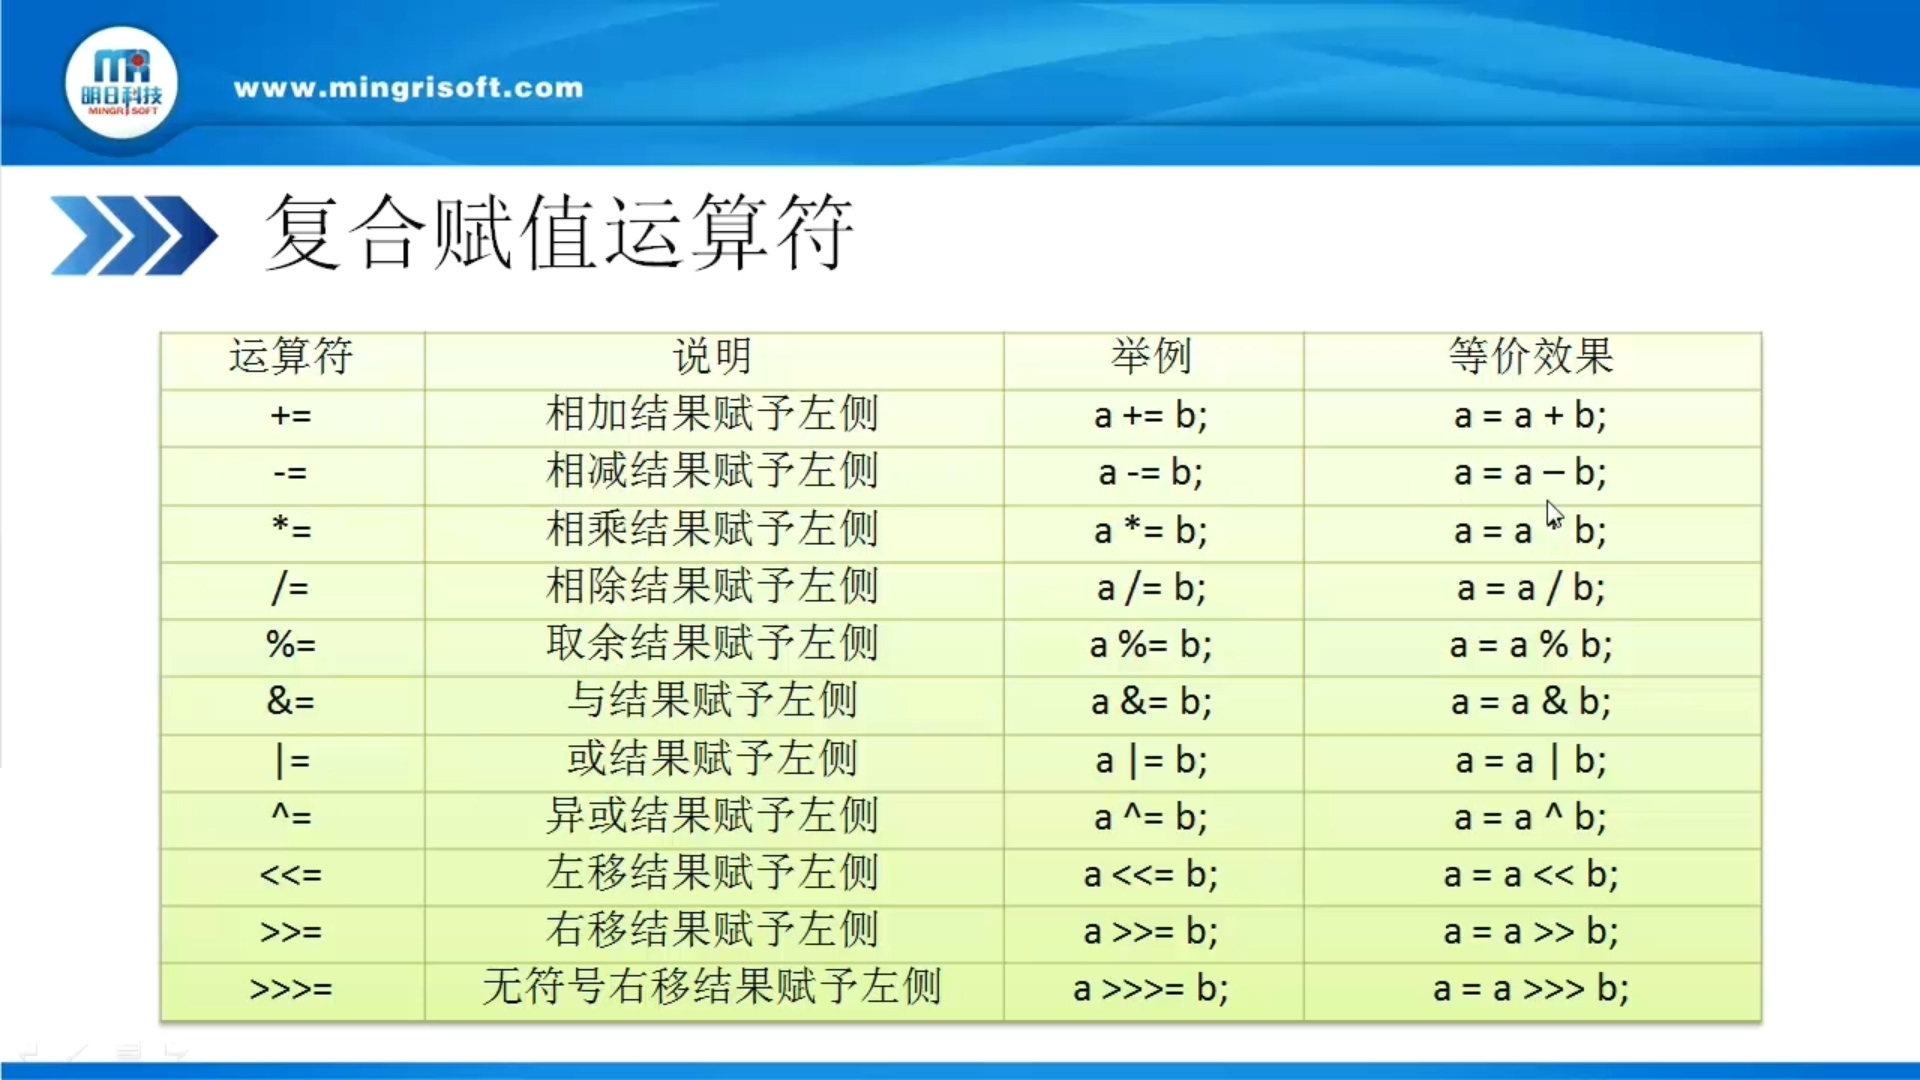 明日科技
MINGRISOFT
www.mingrisoft.com
复合赋值运算符
运算符 说明 举例 等价效果
+= 相加结果赋予左侧 a += b; a = a + b;
-= 相减结果赋予左侧 a -= b; a = a – b;
*= 相乘结果赋予左侧 a *= b; a = a b;
/= 相除结果赋予左侧 a /= b; a = a / b;
%= 取余结果赋予左侧 a %= b; a = a % b;
&= 与结果赋予左侧 a &= b; a = a & b;
|= 或结果赋予左侧 a |= b; a = a | b;
^= 异或结果赋予左侧 a ^= b; a = a ^ b;
<<= 左移结果赋予左侧 a <<= b; a = a << b;
>>= 右移结果赋予左侧 a >>= b; a = a >> b;
>>>= 无符号右移结果赋予左侧 a >>>= b; a = a >>> b;